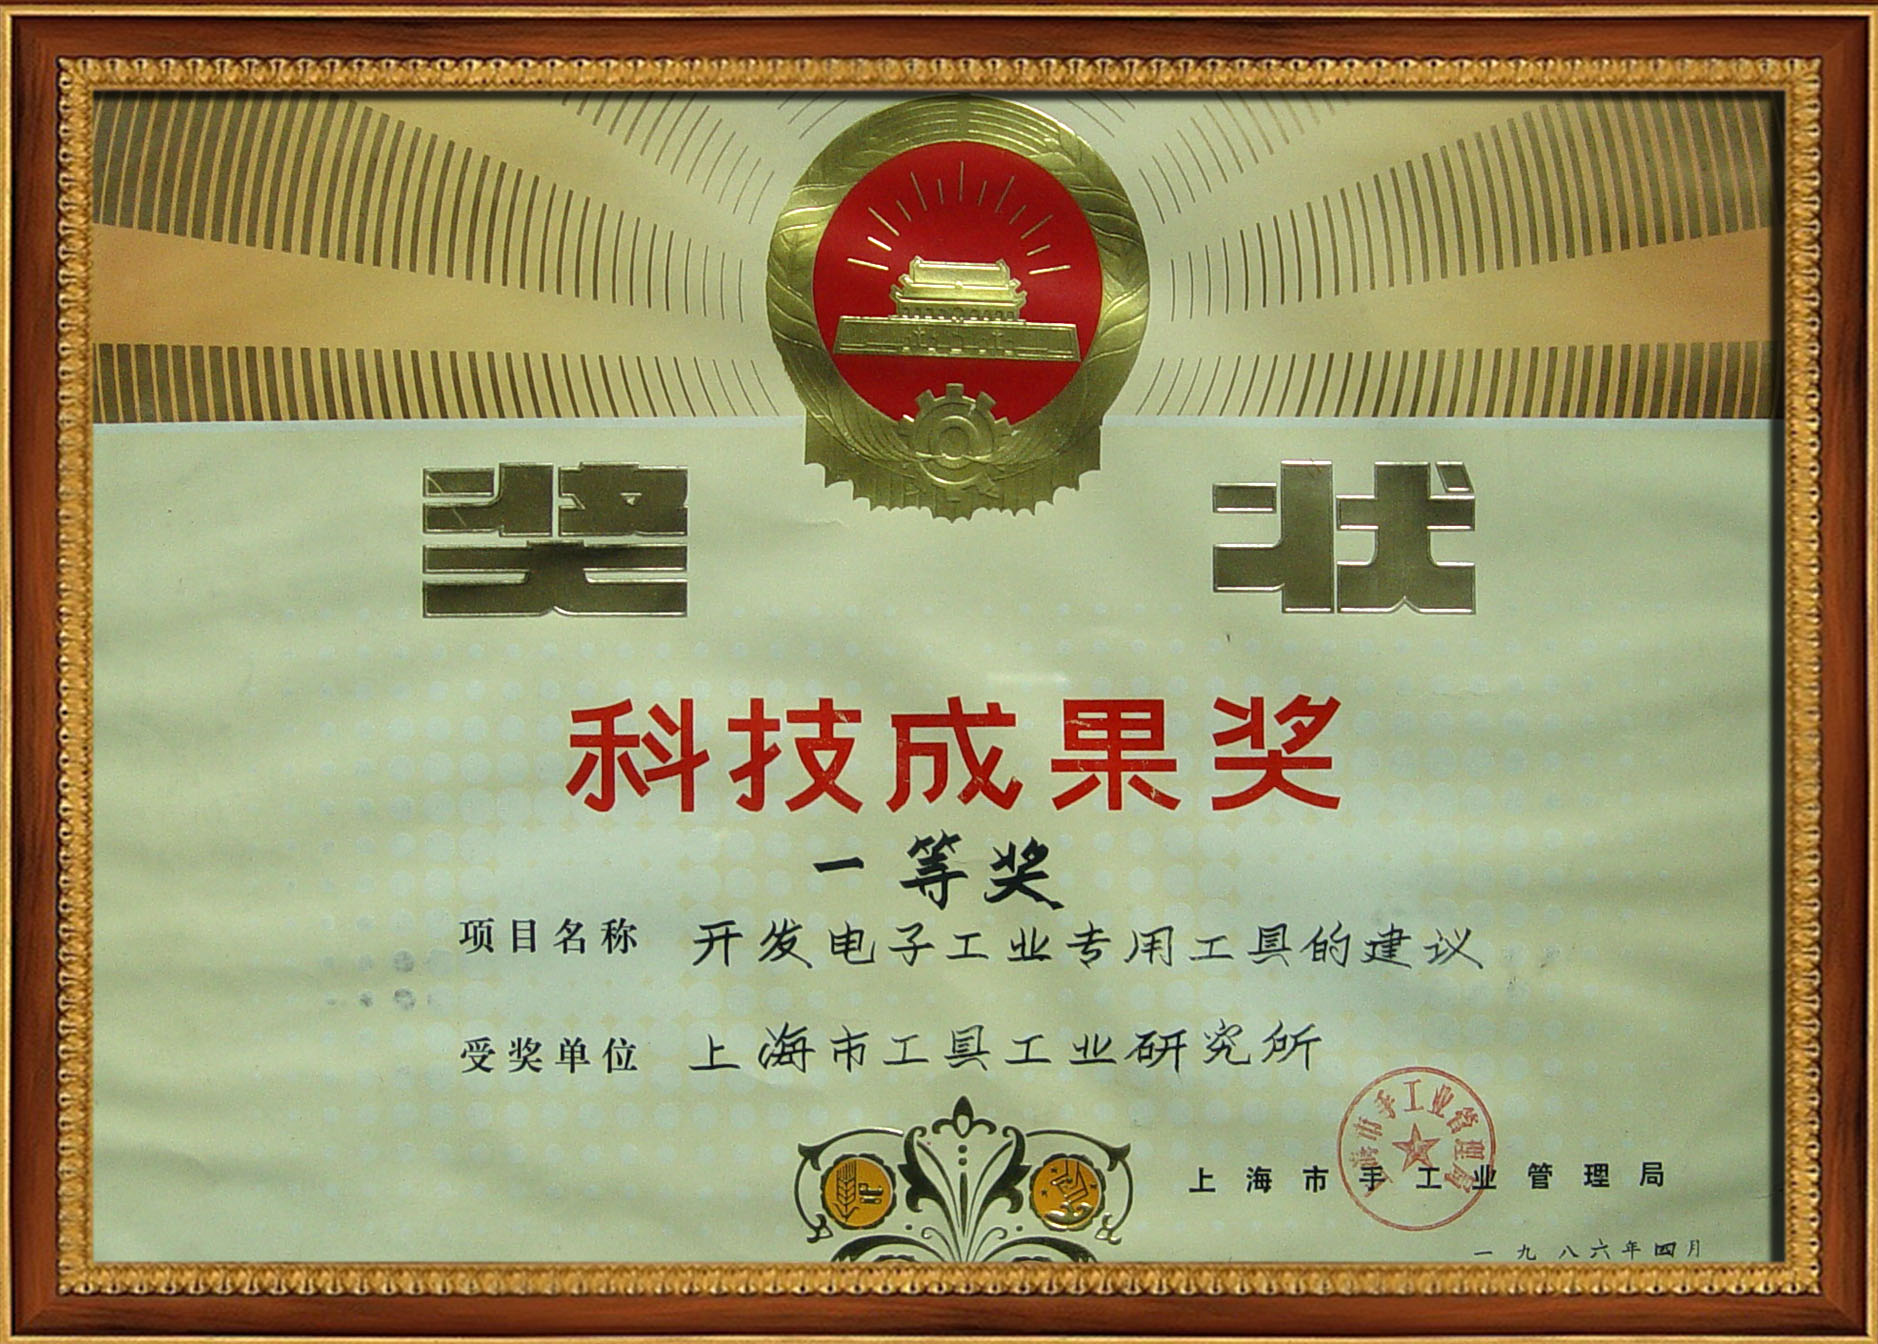 奖状
科技成果奖
一等奖
项目名称 开发电子工业专用工具的建议
受奖单位 上海市工具工业研究所
上海市手工业管理局
上海市手工业管理局
一九八六年四月